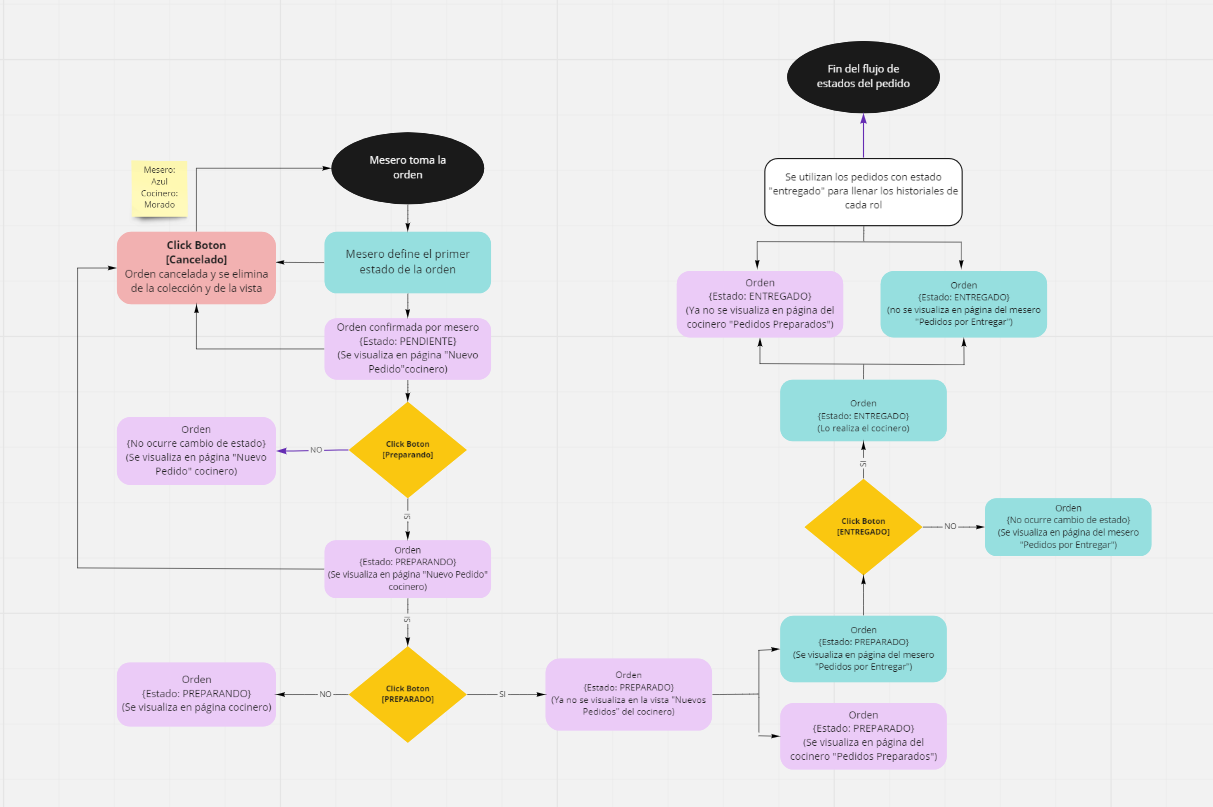 Fin del flujo de
estados del pedido
Mesero toma la
orden
Mesero:
Azul
Cocinero:
Morado
Se utilizan los pedidos con estado
"entregado" para llenar los historiales de
cada rol
Click Boton
[Cancelado]
Orden cancelada y se elimina
de la colección y de la vista
Mesero define el primer
estado de la orden
Orden
{Estado: ENTREGADO}
(Ya no se visualiza en página del
cocinero "Pedidos Preparados")
Orden
{Estado: ENTREGADO}
(no se visualiza en página del mesero
"Pedidos por Entregar")
Orden confirmada por mesero
{Estado: PENDIENTE}
(Se visualiza en página "Nuevo
Pedido"cocinero)
Orden
{Estado: ENTREGADO}
(Lo realiza el cocinero)
Orden
{No ocurre cambio de estado}
(Se visualiza en página "Nuevo
Pedido" cocinero)
NO
Click Boton
[Preparando]
SI
SI
Click Boton
[ENTREGADO]
NO
Orden
{No ocurre cambio de estado}
(Se visualiza en página del mesero
"Pedidos por Entregar")
Orden
{Estado: PREPARANDO}
(Se visualiza en página "Nuevo Pedido"
cocinero)
SI
Orden
{Estado: PREPARADO}
(Se visualiza en página del mesero
"Pedidos por Entregar")
Orden
{Estado: PREPARANDO}
(Se visualiza en página cocinero)
NO
Click Boton
[PREPARADO]
SI
Orden
{Estado: PREPARADO}
(Ya no se visualiza en la vista "Nuevos
Pedidos" del cocinero)
Orden
{Estado: PREPARADO}
(Se visualiza en página del
cocinero "Pedidos Preparados")